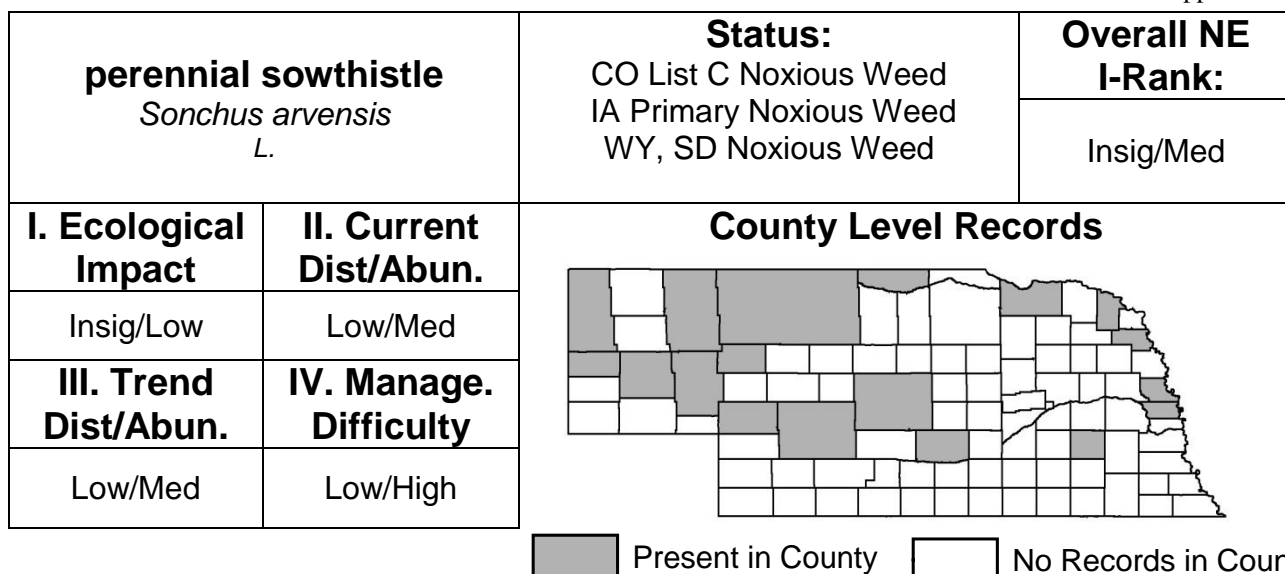 perennial sowthistle
Sonchus arvensis
L.
Status:
CO List C Noxious Weed
IA Primary Noxious Weed
WY, SD Noxious Weed
Overall NE
I-Rank:
Insig/Med
I. Ecological
Impact
II. Current
Dist/Abun.
Insig/Low
Low/Med
III. Trend
Dist/Abun.
IV. Manage.
Difficulty
Low/Med
Low/High
County Level Records
Present in County
No Records in